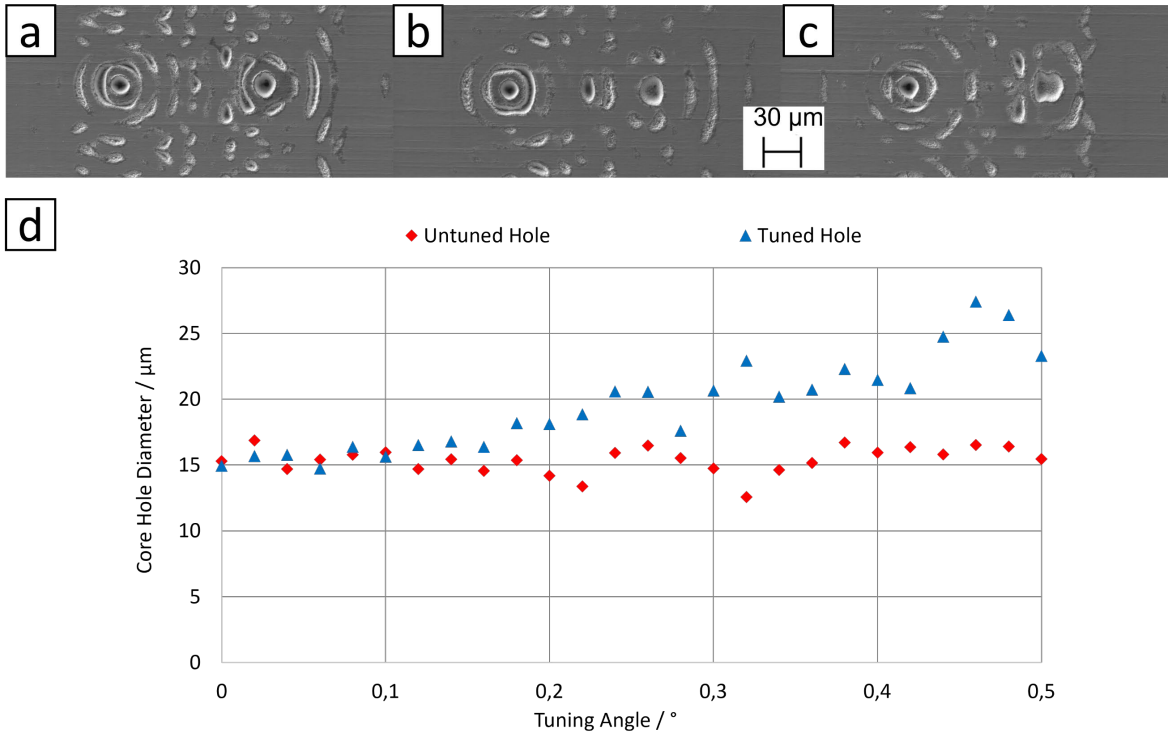 a
b
c
30 µm
d
Untuned Hole
Tuned Hole
30
25
20
15
10
5
0
Core Hole Diameter / µm
0
0,1
0,2
0,3
0,4
0,5
Tuning Angle / °